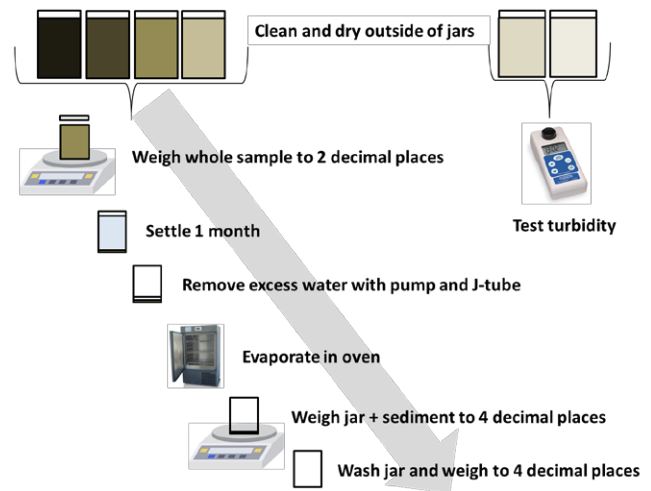 Clean and dry outside of jars
Weigh whole sample to 2 decimal places
Test turbidity
Settle 1 month
Remove excess water with pump and J-tube
Evaporate in oven
Weigh jar + sediment to 4 decimal places
Wash jar and weigh to 4 decimal places